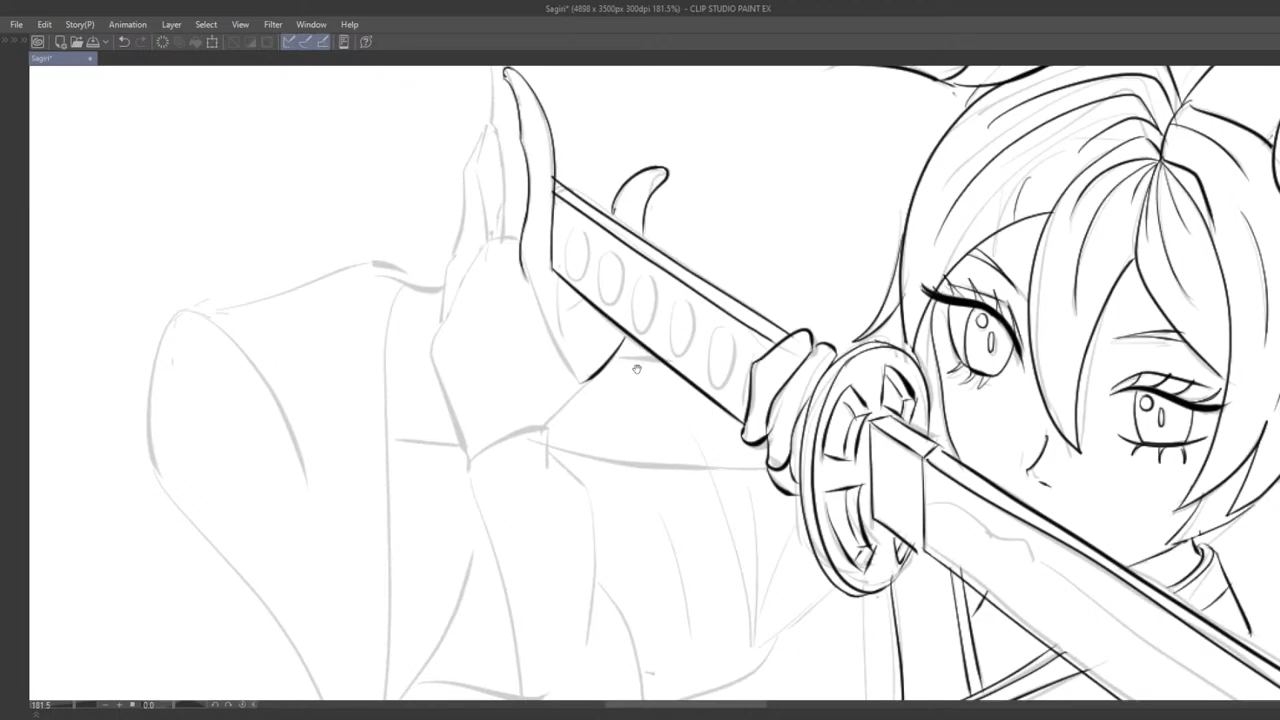 Sagiri* (4898 x 3500px 300dpi 181.5%) - CLIP STUDIO PAINT EX
File Edit Story(P) Animation Layer Select View Filter Window Help
Sagiri*
181.5 0.0